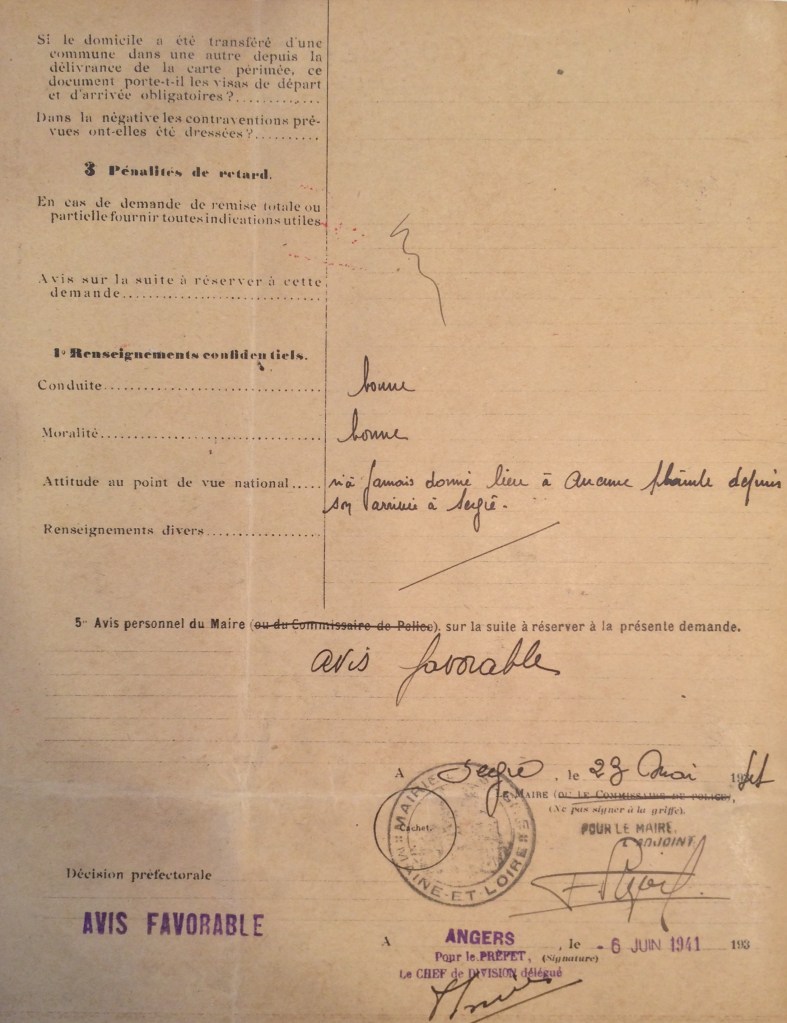 Si le domicile a été transféré d'une
commune dans une autre depuis la
délivrance de la carte périmée, ce
document porte-t-il les visas de départ
et d'arrivée obligatoires?............
Dans la négative les contraventions pré-
vues ont-elles été dressées?..........
3 Pénalités de retard.
En cas de demande de remise totale ou
partielle fournir toutes indications utiles
Avis sur la suite à réserver à cette
demande..............................
1º Renseignements confidentiels.
Conduite.............................. bonne
Moralité.............................. bonne
Attitude au point de vue national..... n'a jamais donné lieu à aucune plainte depuis
son arrivée à Segré.
Renseignements divers.................
5º Avis personnel du Maire (ou du Commissaire de Police), sur la suite à réserver à la présente demande.
avis favorable
A Segré, le 23 Mai 1941
LE MAIRE (OU LE COMMISSAIRE DE POLICE),
(Ne pas signer à la griffe).
Cachet.
MAIRIE
MAINE-ET-LOIRE
POUR LE MAIRE,
L'ADJOINT
Décision préfectorale
AVIS FAVORABLE
A ANGERS, le - 6 JUIN 1941 193
Pour le PRÉFET, (Signature)
Le CHEF de DIVISION délégué